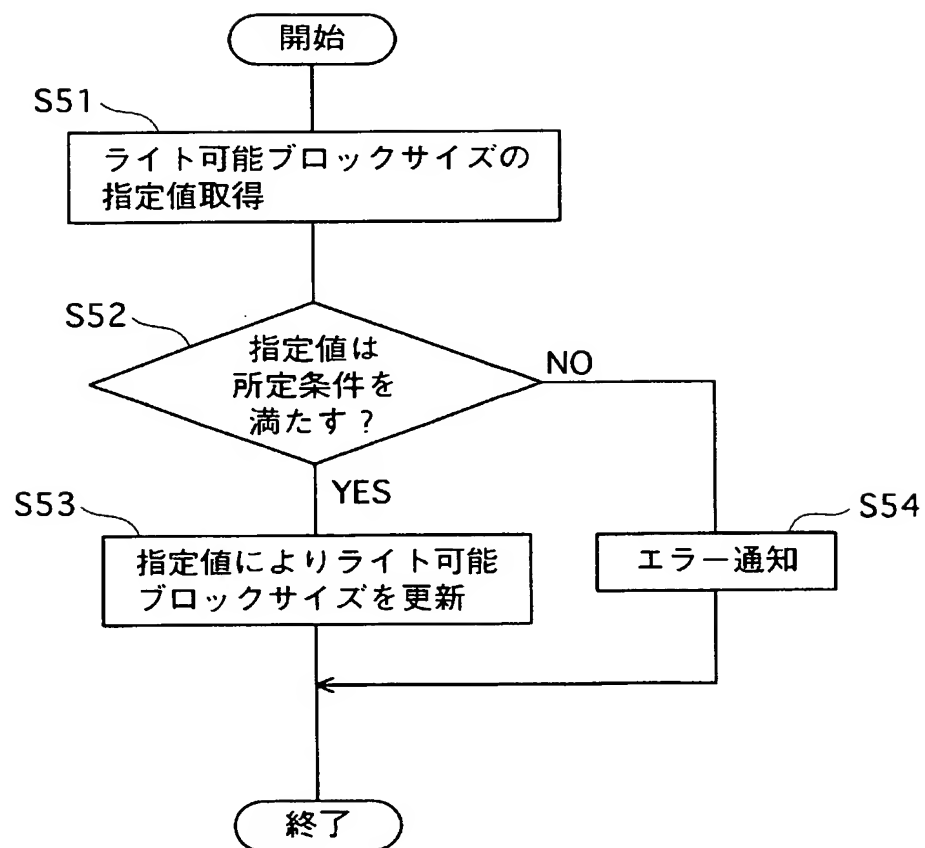 開始
S51
ライト可能ブロックサイズの
指定値取得
S52
指定値は
所定条件を
満たす？
NO
YES
S53
指定値によりライト可能
ブロックサイズを更新
S54
エラー通知
終了